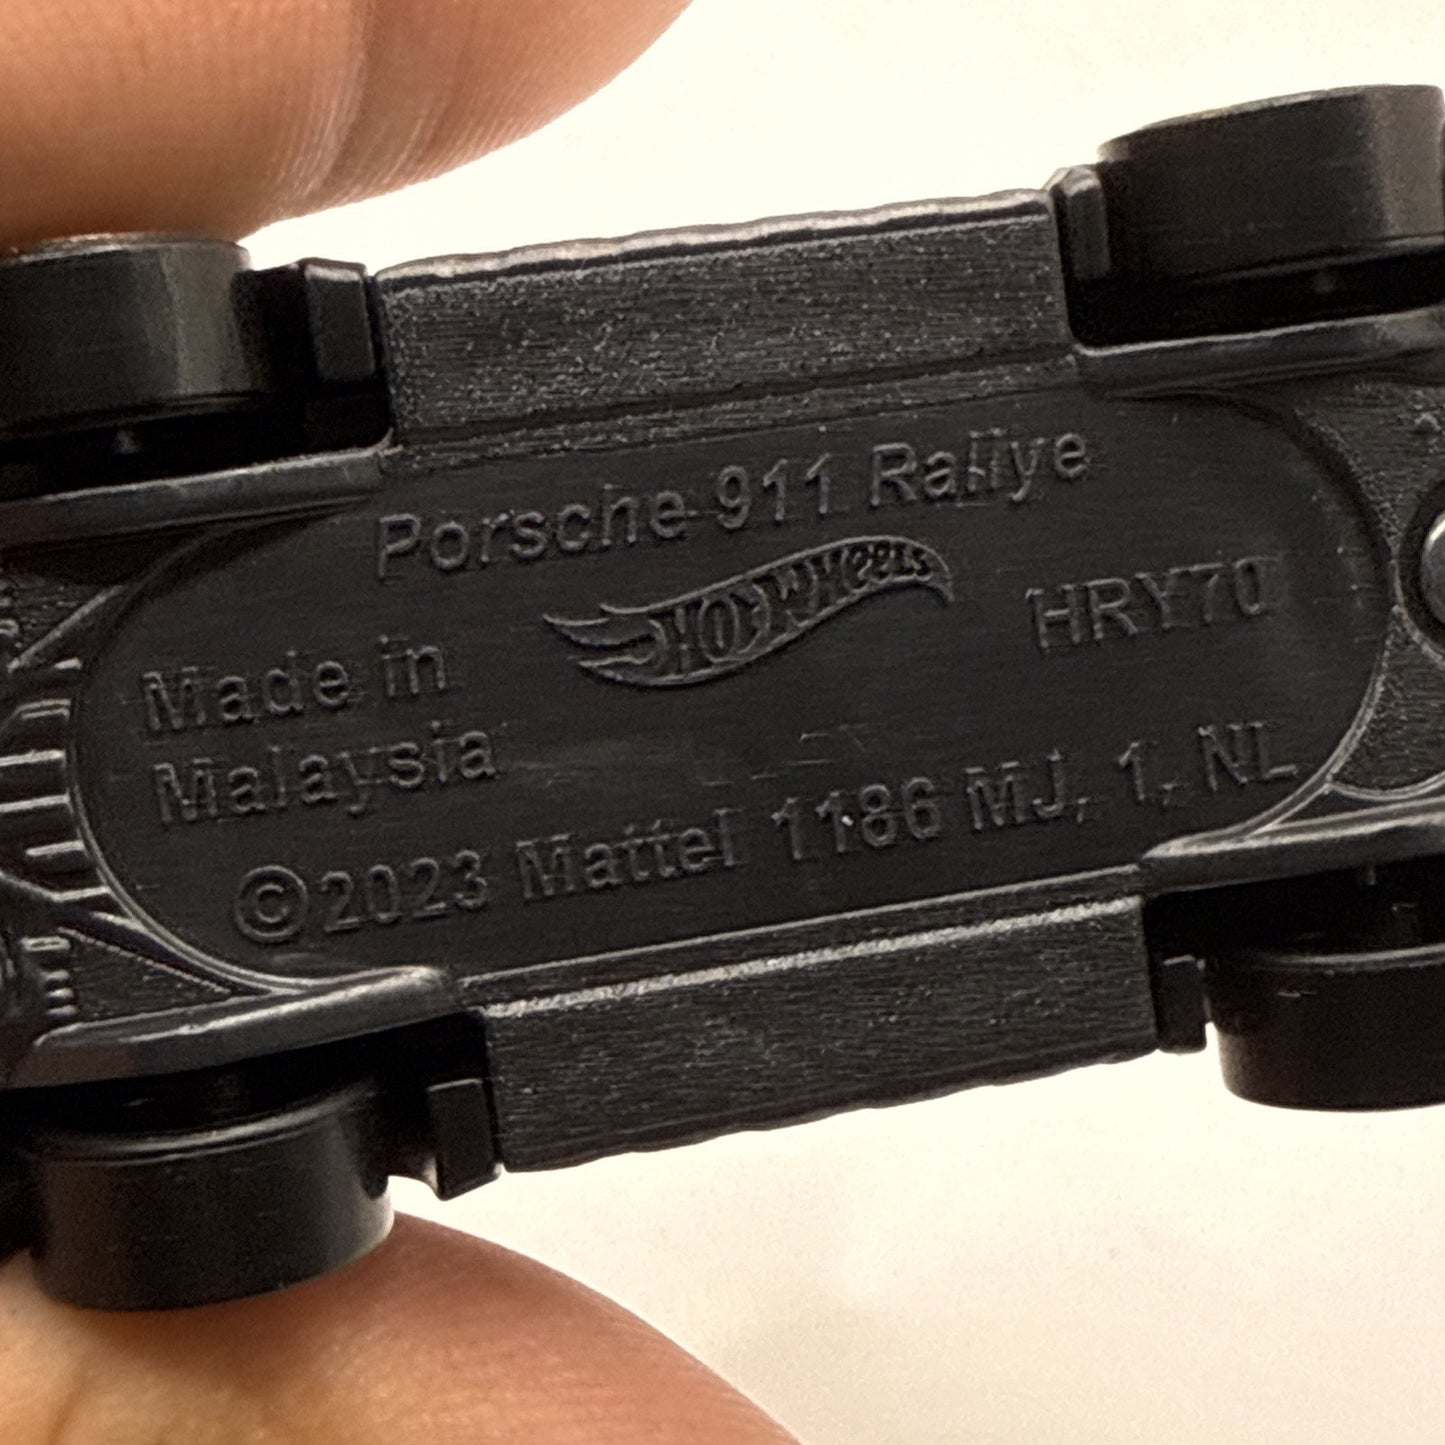 Porsche 911 Rallye
HOT WHEELS
HRY70
Made in
Malaysia
©2023 Mattel 1186 MJ, 1, NL